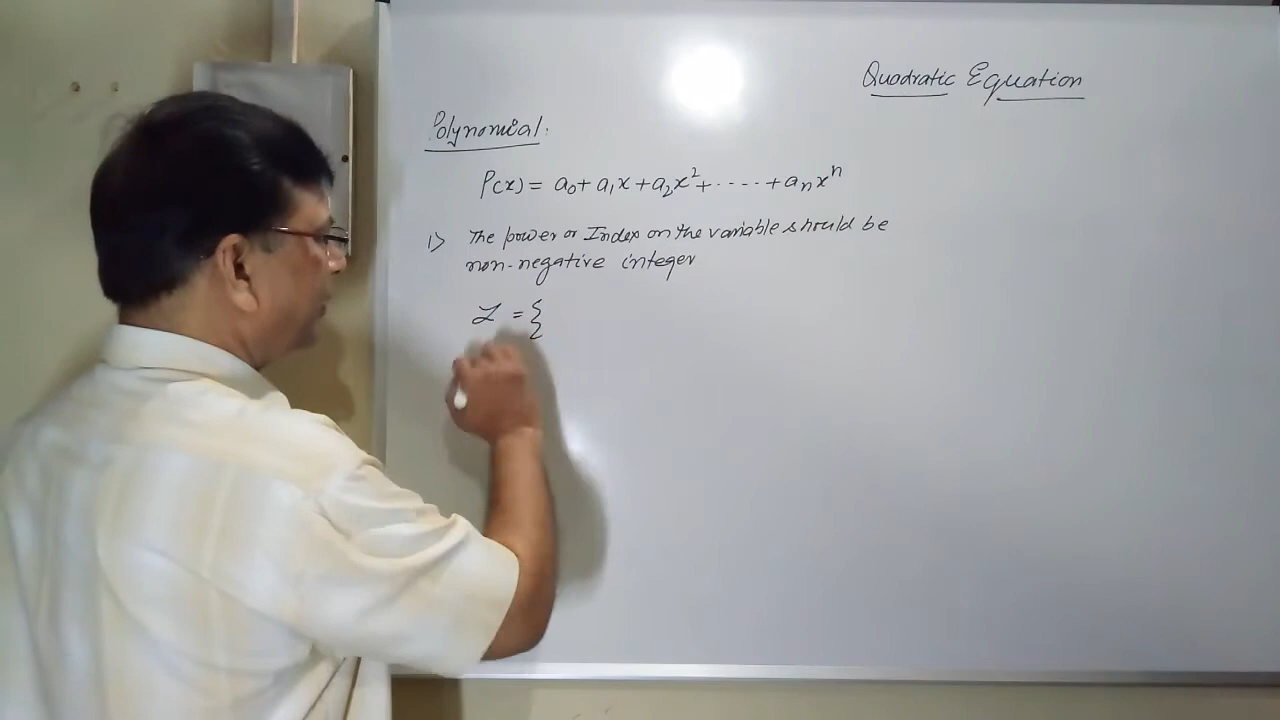 Quadratic Equation
Polynomial:
P(x) = a₀ + a₁x + a₂x² + ····· + aₙxⁿ
1> The power or Index on the variable should be
non-negative integer
Z = {